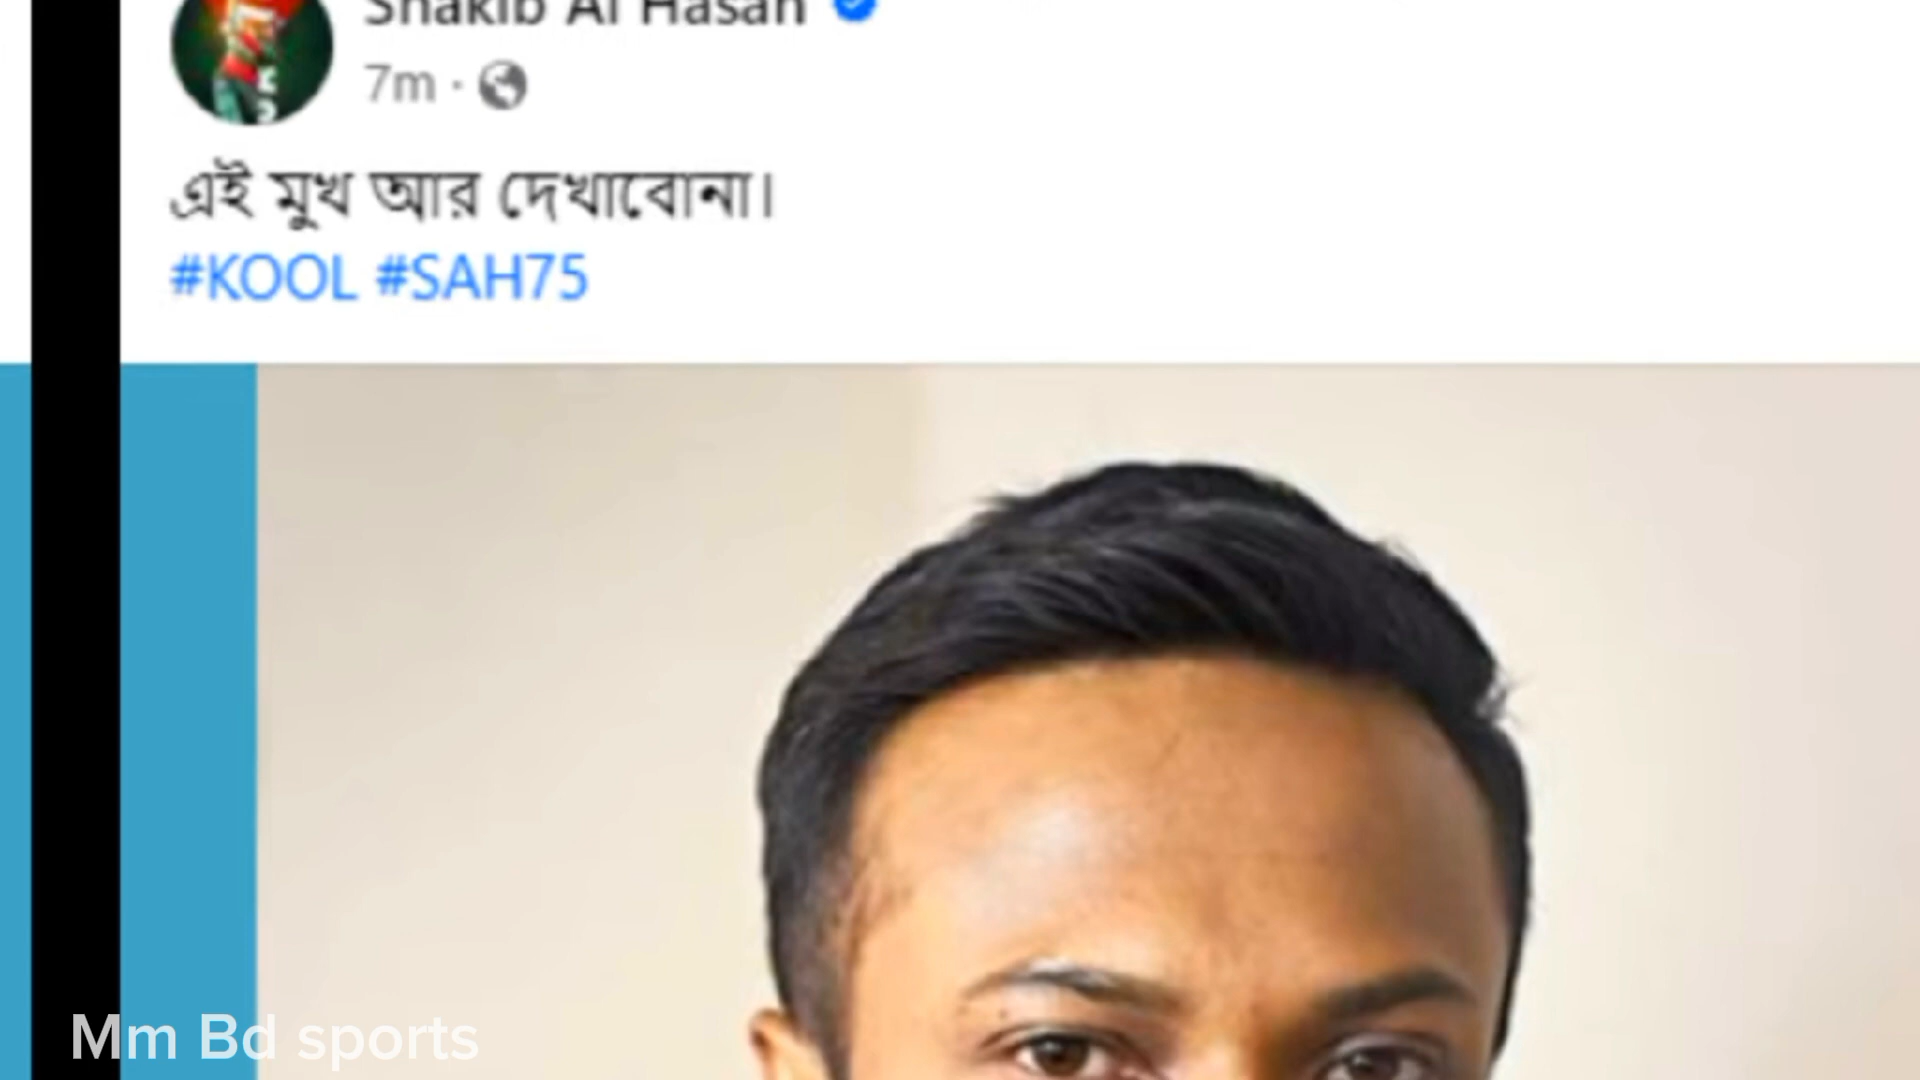 Shakib Al Hasan
7m ·
এই মুখ আর দেখাবোনা।
#KOOL #SAH75
Mm Bd sports